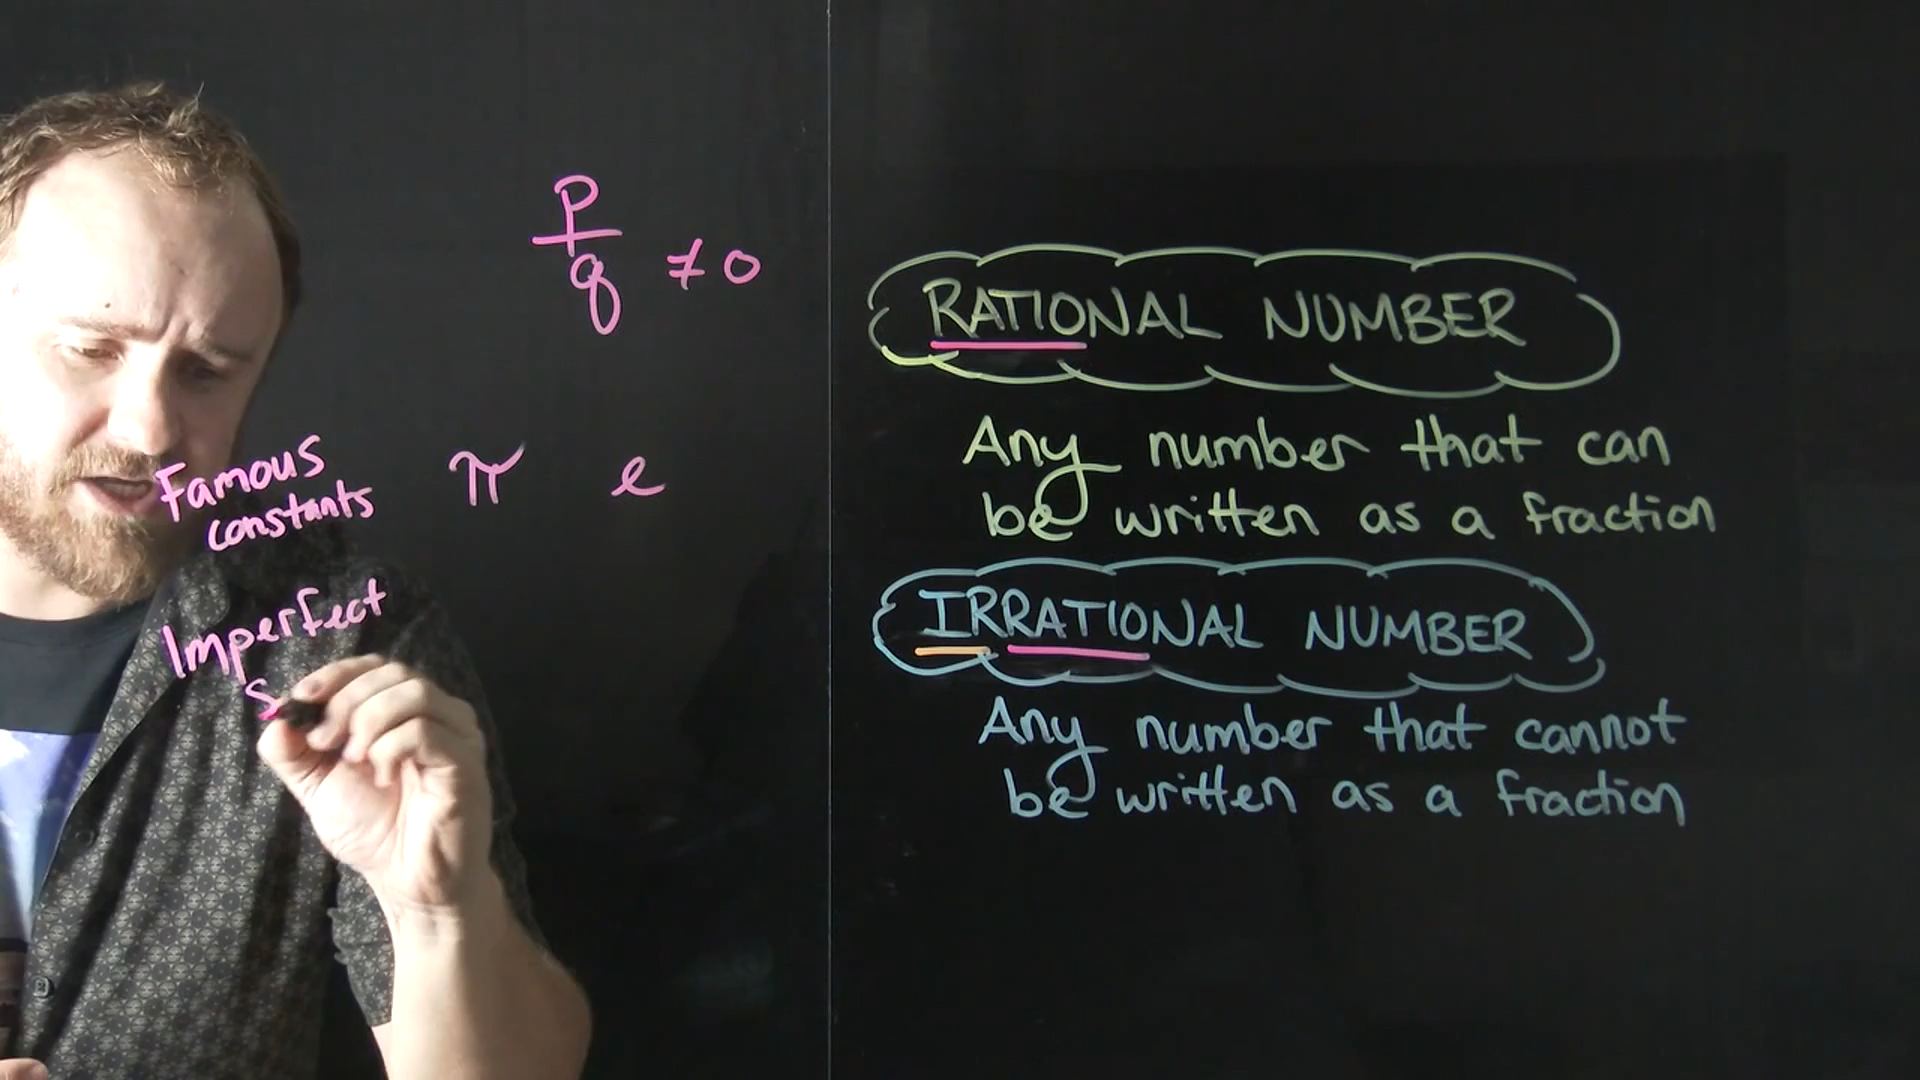 p
q ≠ 0
Famous
constants
π e
Imperfect
S
RATIONAL NUMBER
Any number that can
be written as a fraction
IRRATIONAL NUMBER
Any number that cannot
be written as a fraction